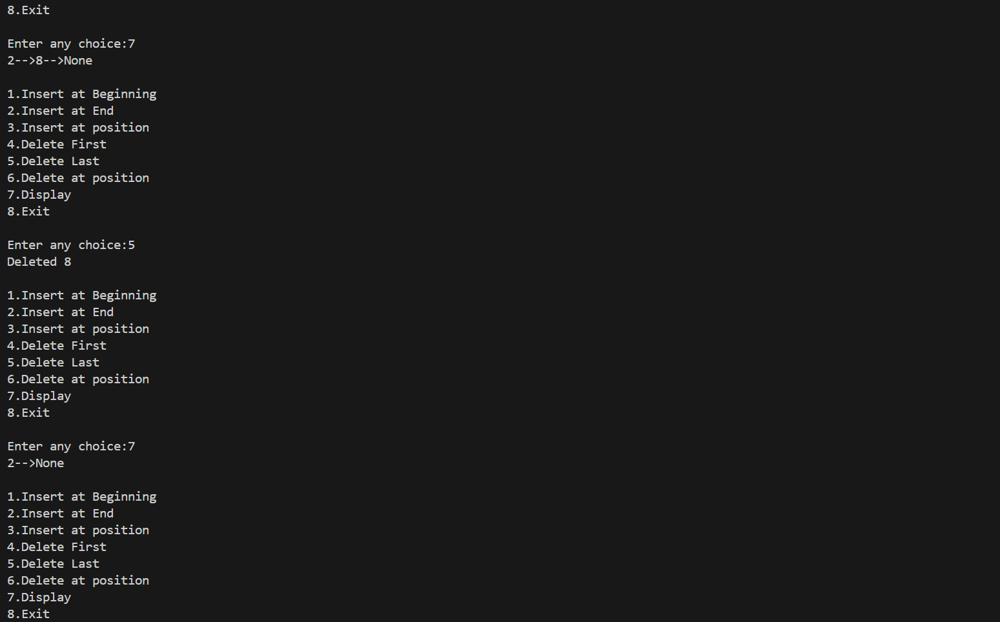 8.Exit
Enter any choice:7
2-->8-->None
1.Insert at Beginning
2.Insert at End
3.Insert at position
4.Delete First
5.Delete Last
6.Delete at position
7.Display
8.Exit
Enter any choice:5
Deleted 8
1.Insert at Beginning
2.Insert at End
3.Insert at position
4.Delete First
5.Delete Last
6.Delete at position
7.Display
8.Exit
Enter any choice:7
2-->None
1.Insert at Beginning
2.Insert at End
3.Insert at position
4.Delete First
5.Delete Last
6.Delete at position
7.Display
8.Exit